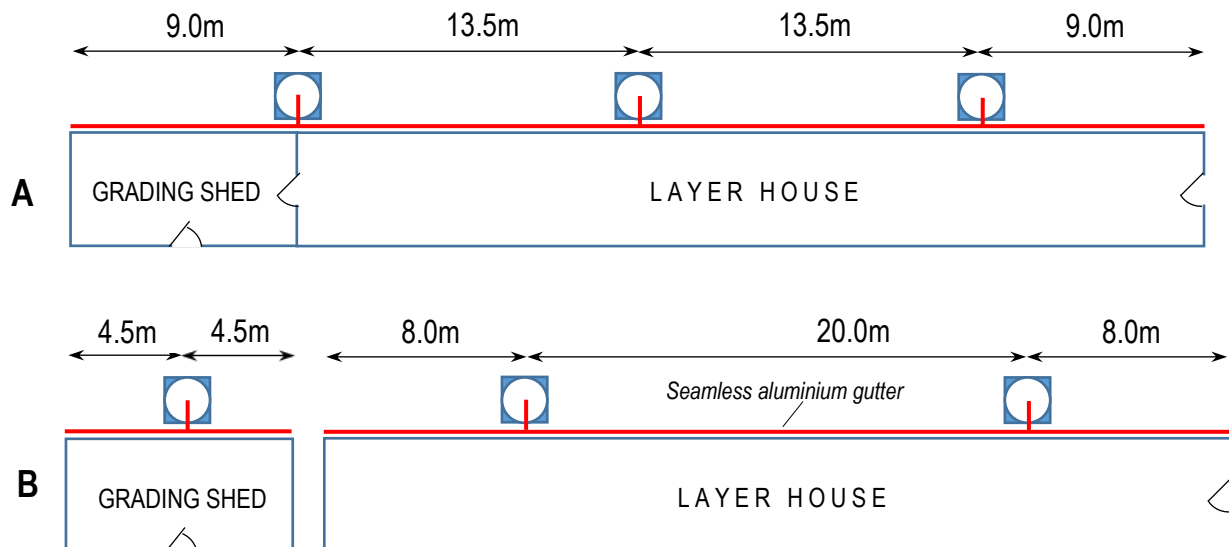 9.0m 13.5m 13.5m 9.0m
A GRADING SHED LAYER HOUSE
4.5m 4.5m 8.0m 20.0m 8.0m
Seamless aluminium gutter
B GRADING SHED LAYER HOUSE